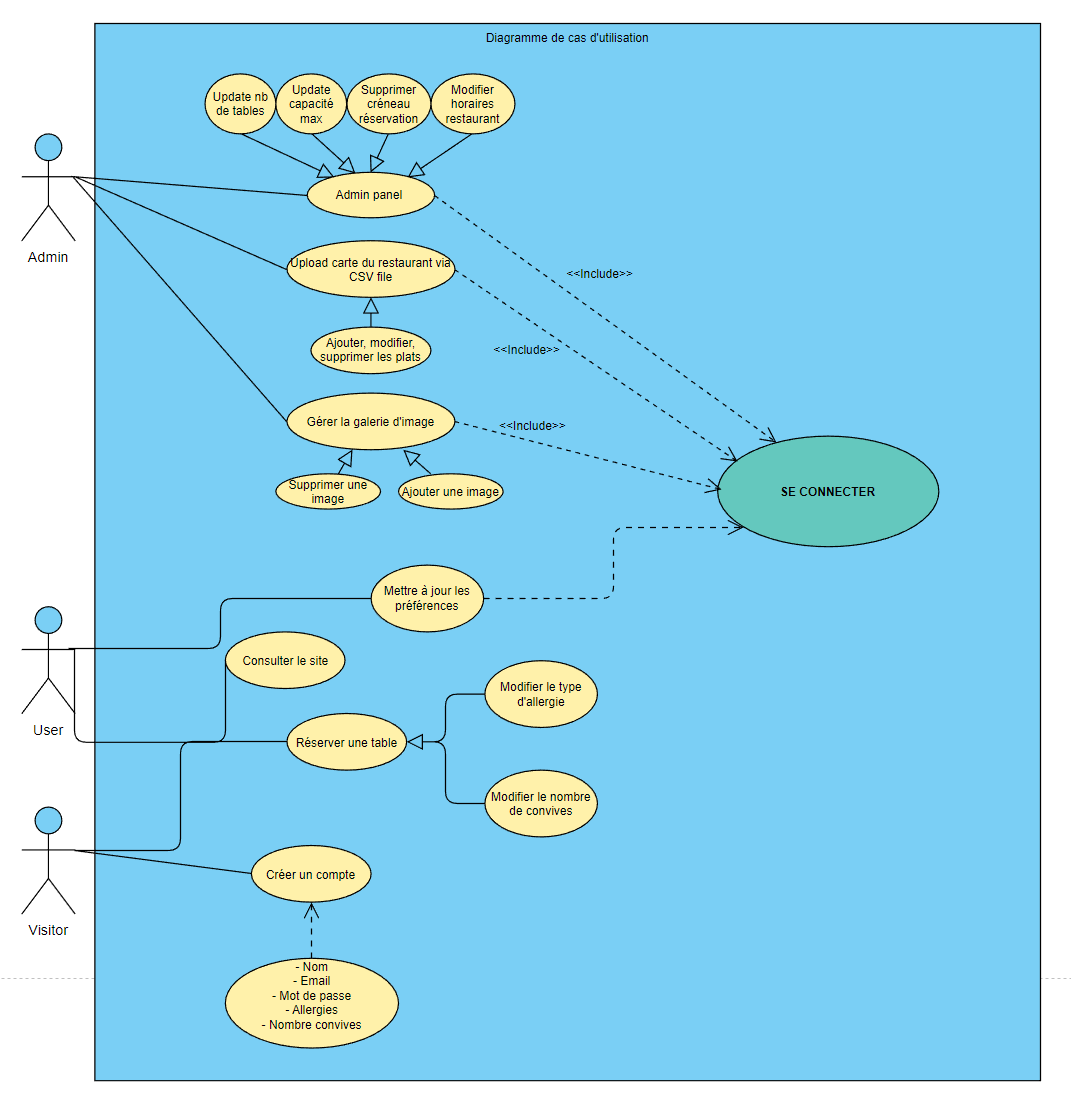 Diagramme de cas d'utilisation
Update nb
de tables
Update
capacité
max
Supprimer
créneau
réservation
Modifier
horaires
restaurant
Admin panel
Admin
Upload carte du restaurant via
CSV file
<<Include>>
Ajouter, modifier,
supprimer les plats
<<Include>>
Gérer la galerie d'image
<<Include>>
Supprimer une
image
Ajouter une image
SE CONNECTER
Mettre à jour les
préférences
Consulter le site
User
Modifier le type
d'allergie
Réserver une table
Modifier le nombre
de convives
Créer un compte
Visitor
- Nom
- Email
- Mot de passe
- Allergies
- Nombre convives